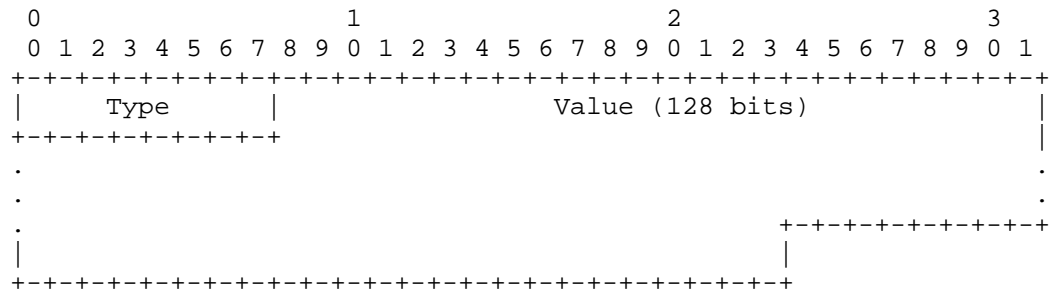 0                   1                   2                   3
 0 1 2 3 4 5 6 7 8 9 0 1 2 3 4 5 6 7 8 9 0 1 2 3 4 5 6 7 8 9 0 1
+-+-+-+-+-+-+-+-+-+-+-+-+-+-+-+-+-+-+-+-+-+-+-+-+-+-+-+-+-+-+-+-+
|     Type      |                 Value (128 bits)              |
+-+-+-+-+-+-+-+-+                                               |
.                                                               .
.                                                               .
.                                               +-+-+-+-+-+-+-+-+
|                                               |
+-+-+-+-+-+-+-+-+-+-+-+-+-+-+-+-+-+-+-+-+-+-+-+-+